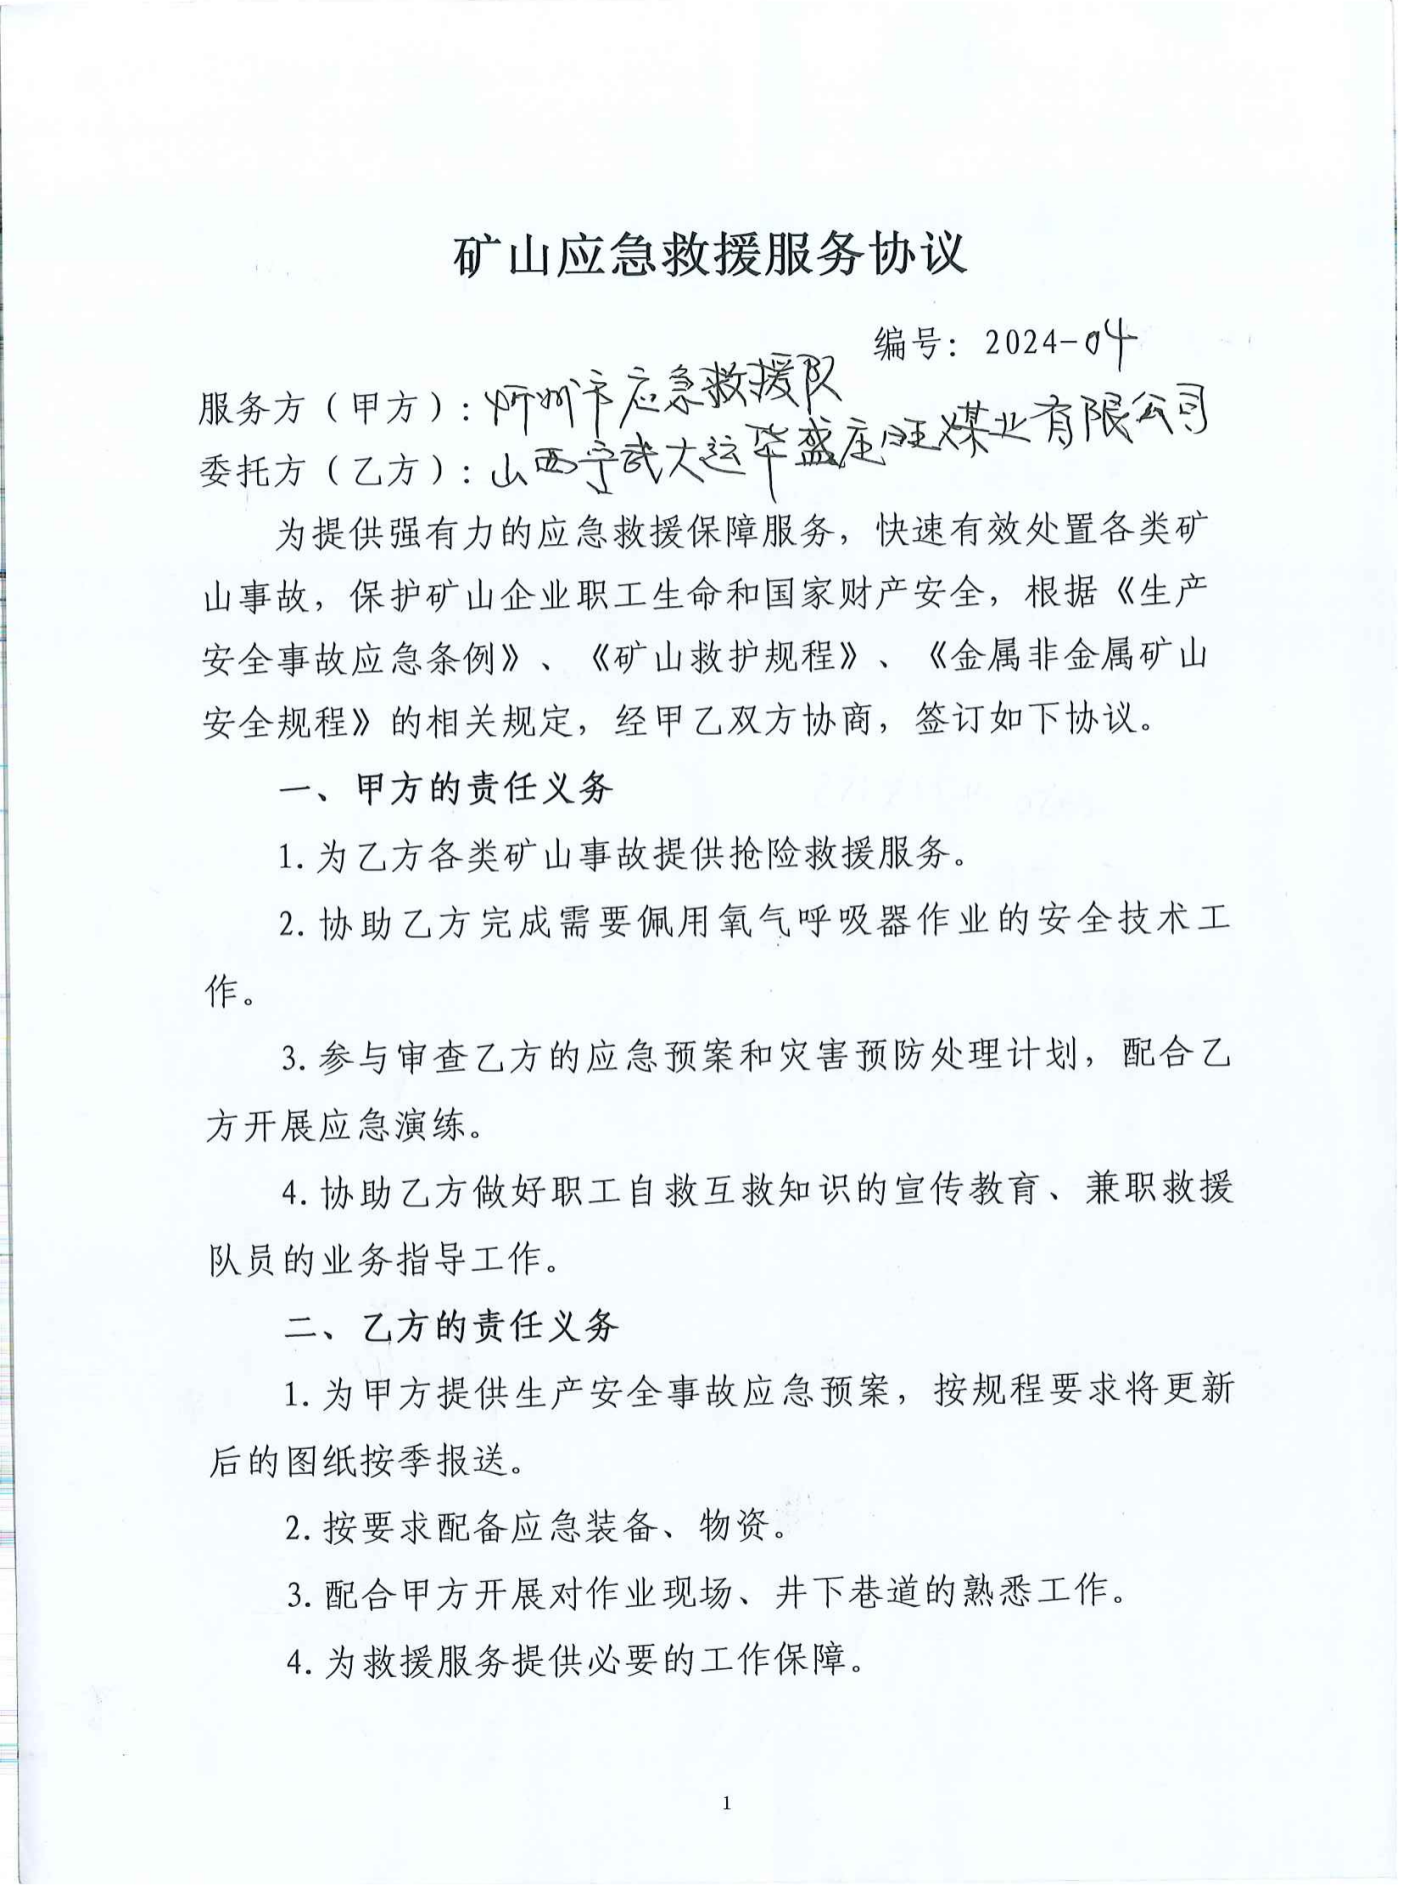 矿山应急救援服务协议
编号：2024-04
服务方（甲方）：忻州市应急救援队
委托方（乙方）：山西宁武大运华盛庄旺煤业有限公司
为提供强有力的应急救援保障服务，快速有效处置各类矿
山事故，保护矿山企业职工生命和国家财产安全，根据《生产
安全事故应急条例》、《矿山救护规程》、《金属非金属矿山
安全规程》的相关规定，经甲乙双方协商，签订如下协议。
一、甲方的责任义务
1.为乙方各类矿山事故提供抢险救援服务。
2.协助乙方完成需要佩用氧气呼吸器作业的安全技术工
作。
3.参与审查乙方的应急预案和灾害预防处理计划，配合乙
方开展应急演练。
4.协助乙方做好职工自救互救知识的宣传教育、兼职救援
队员的业务指导工作。
二、乙方的责任义务
1.为甲方提供生产安全事故应急预案，按规程要求将更新
后的图纸按季报送。
2.按要求配备应急装备、物资。
3.配合甲方开展对作业现场、井下巷道的熟悉工作。
4.为救援服务提供必要的工作保障。
1